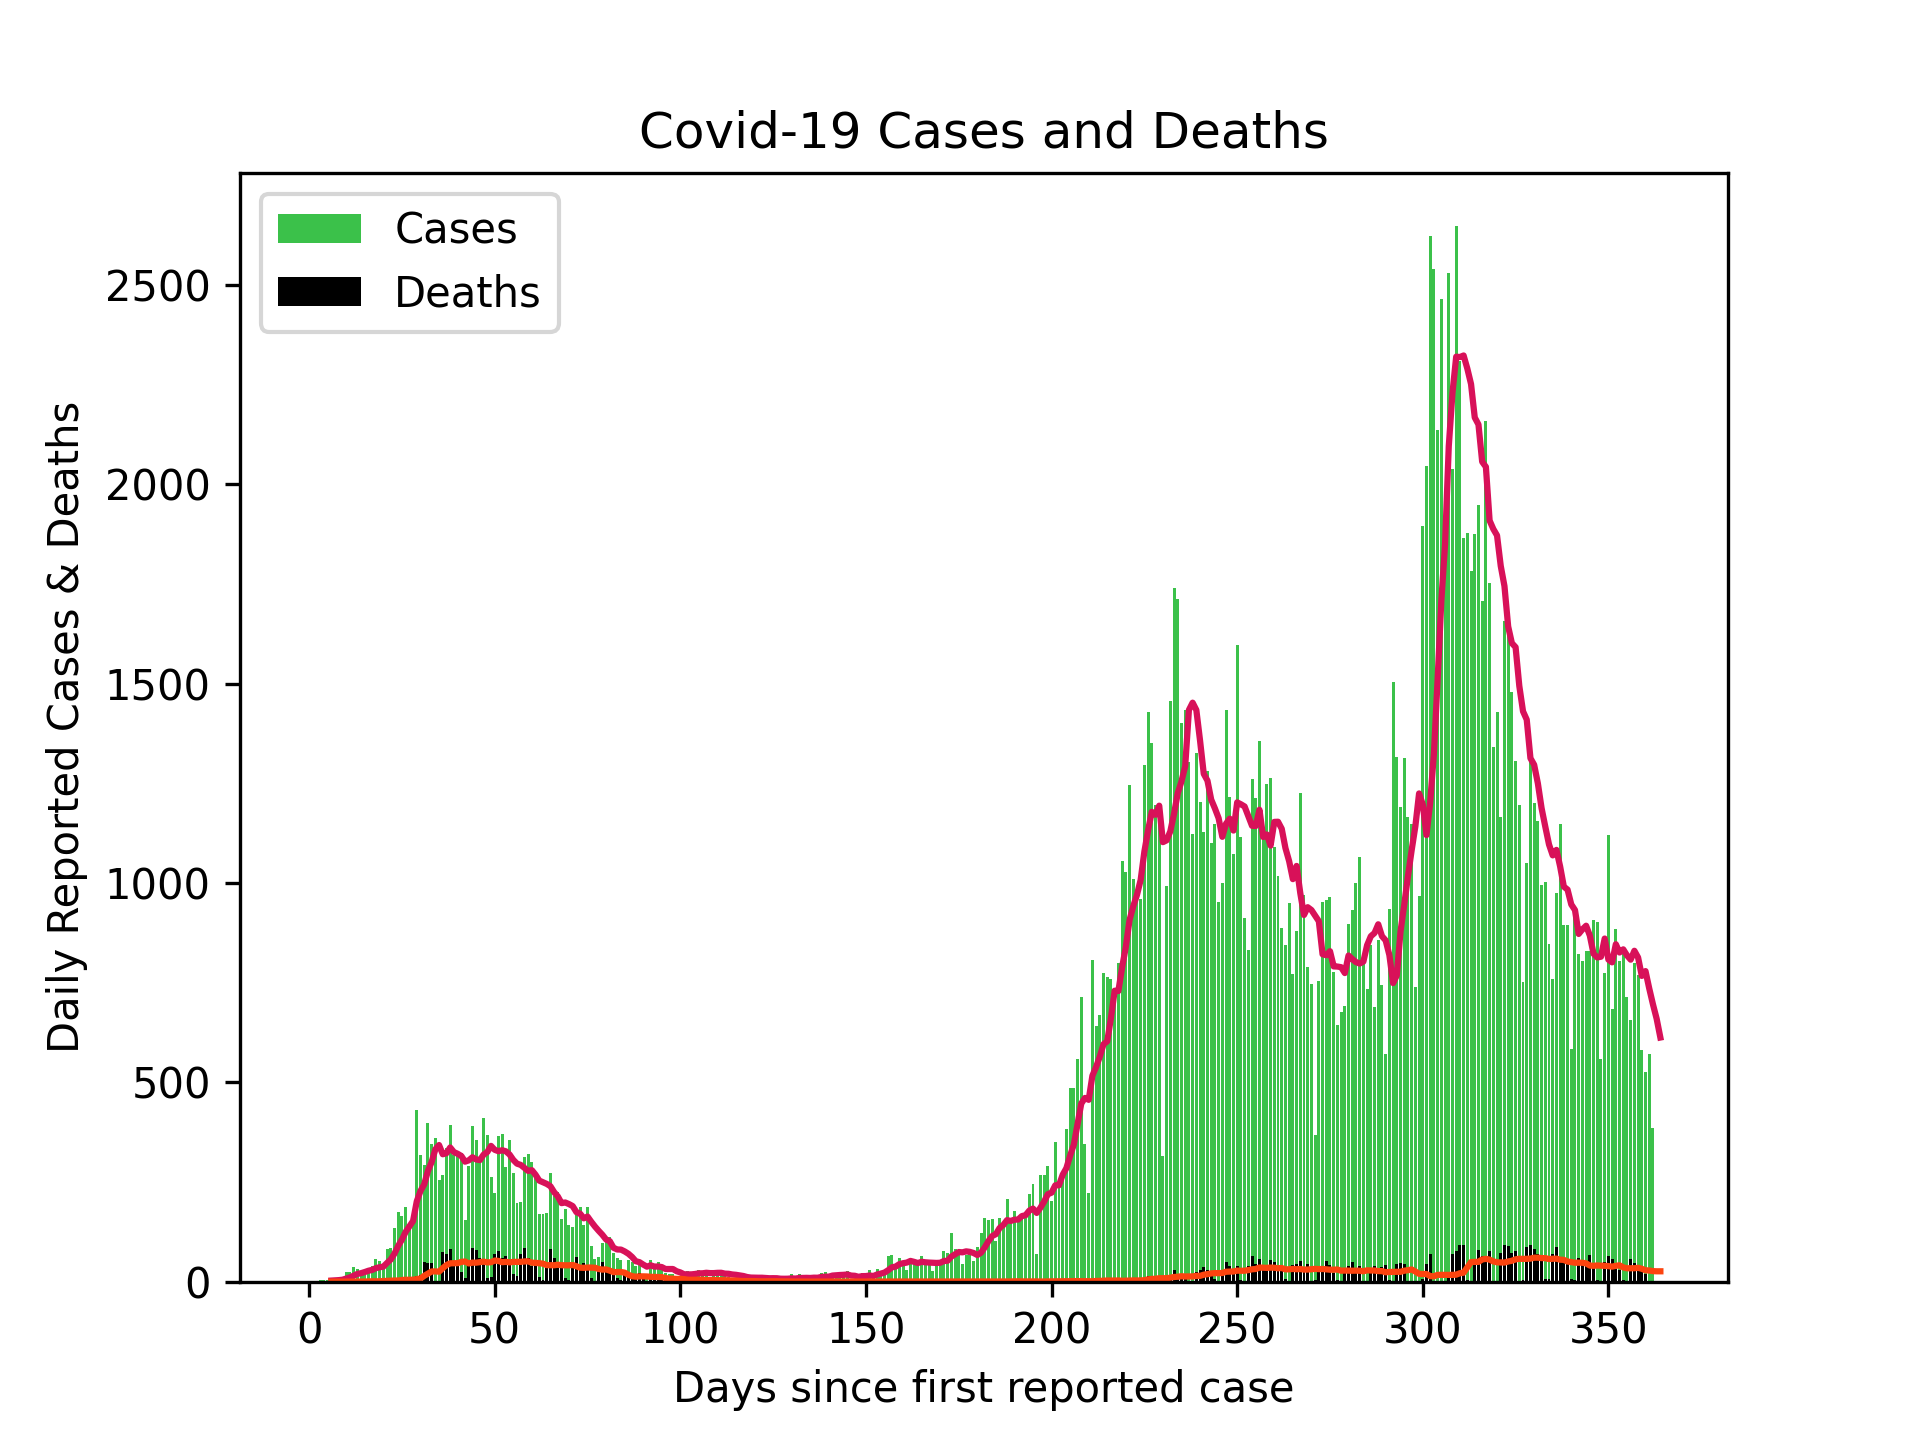 Covid-19 Cases and Deaths
Cases
Deaths
Daily Reported Cases & Deaths
2500
2000
1500
1000
500
0
0 50 100 150 200 250 300 350
Days since first reported case